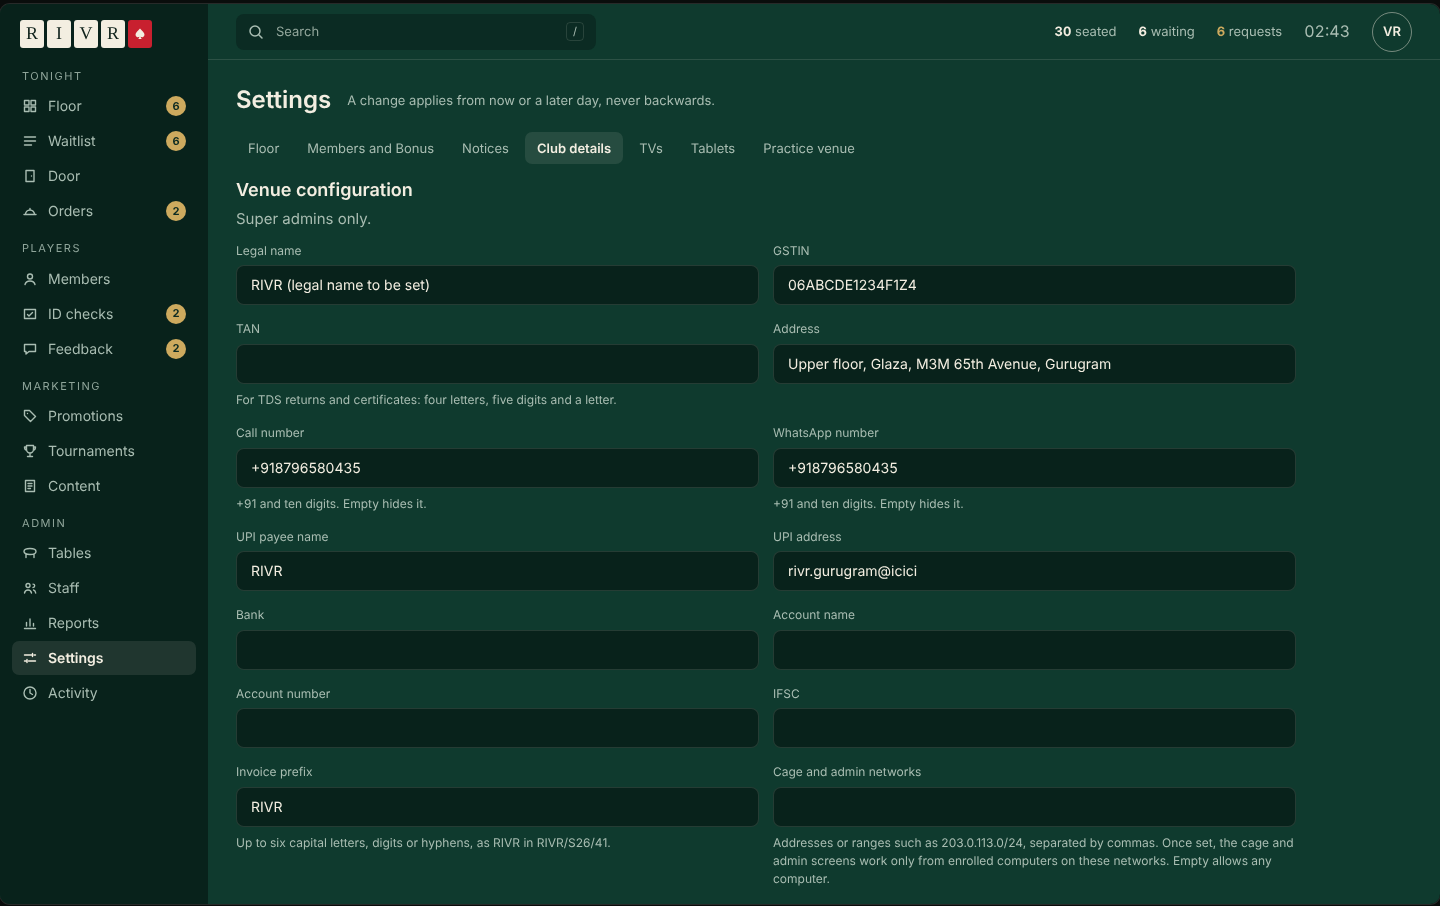 RIVR
Search
/
30 seated
6 waiting
6 requests
02:43
VR
TONIGHT
Floor 6
Waitlist 6
Door
Orders 2
PLAYERS
Members
ID checks 2
Feedback 2
MARKETING
Promotions
Tournaments
Content
ADMIN
Tables
Staff
Reports
Settings
Activity
Settings
A change applies from now or a later day, never backwards.
Floor
Members and Bonus
Notices
Club details
TVs
Tablets
Practice venue
Venue configuration
Super admins only.
Legal name
RIVR (legal name to be set)
GSTIN
06ABCDE1234F1Z4
TAN
For TDS returns and certificates: four letters, five digits and a letter.
Address
Upper floor, Glaza, M3M 65th Avenue, Gurugram
Call number
+918796580435
+91 and ten digits. Empty hides it.
WhatsApp number
+918796580435
+91 and ten digits. Empty hides it.
UPI payee name
RIVR
UPI address
rivr.gurugram@icici
Bank
Account name
Account number
IFSC
Invoice prefix
RIVR
Up to six capital letters, digits or hyphens, as RIVR in RIVR/S26/41.
Cage and admin networks
Addresses or ranges such as 203.0.113.0/24, separated by commas. Once set, the cage and
admin screens work only from enrolled computers on these networks. Empty allows any
computer.